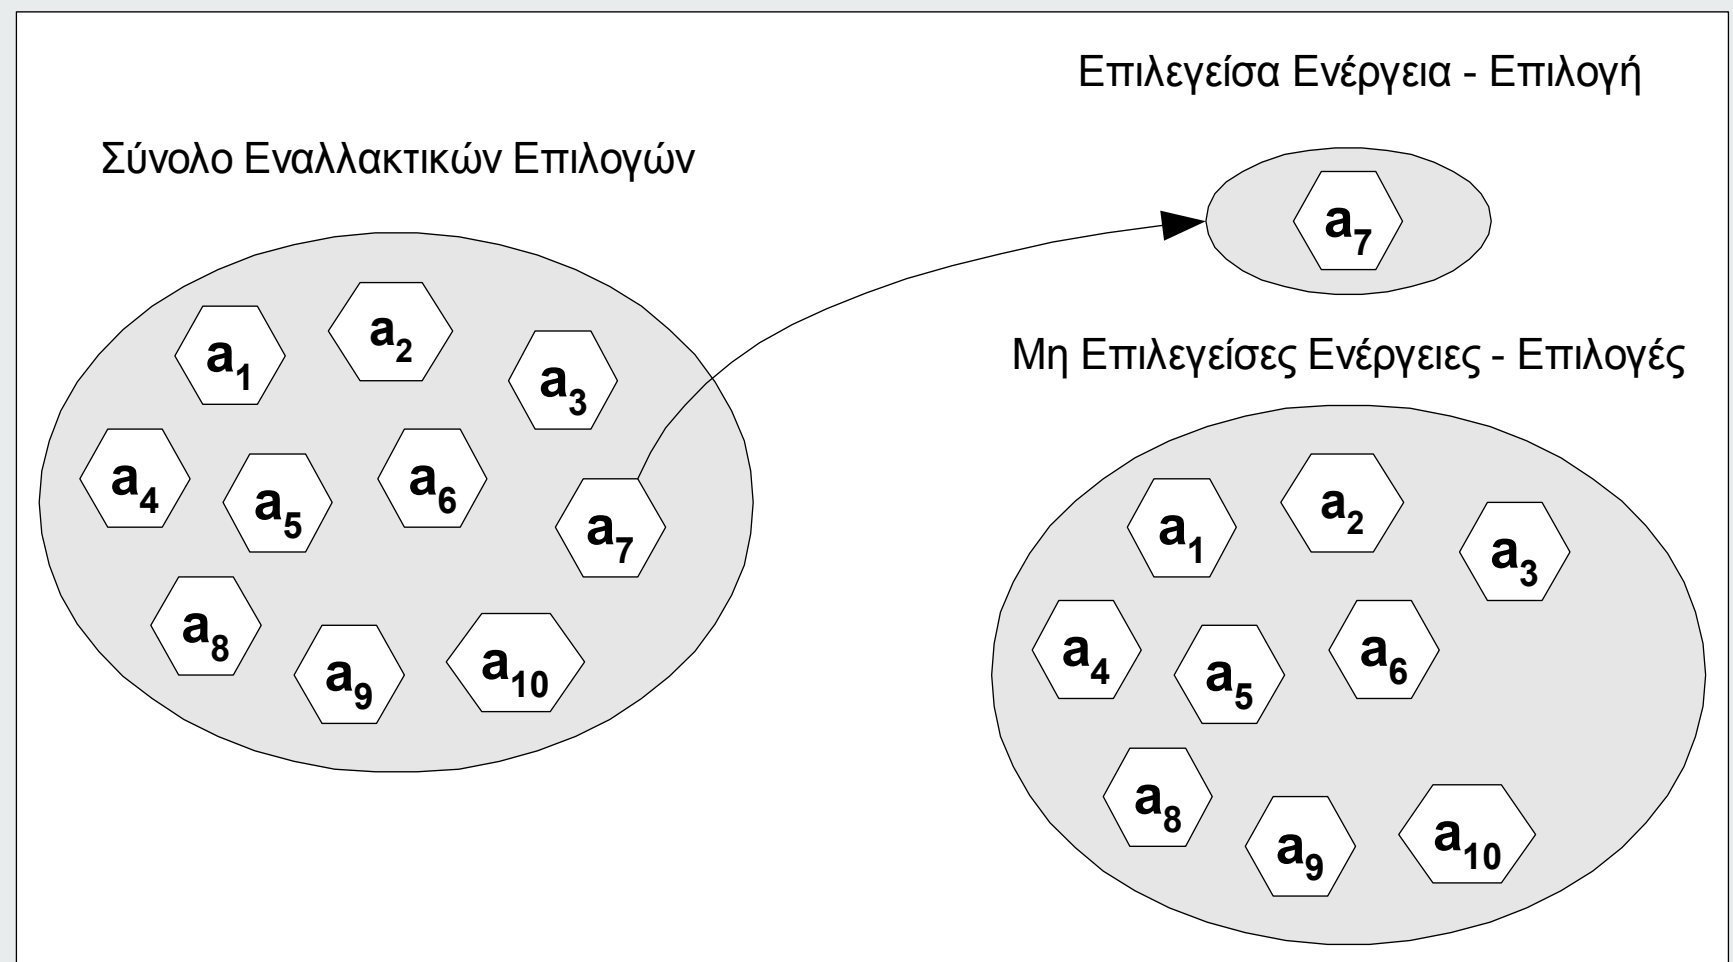 Επιλεγείσα Ενέργεια - Επιλογή
Σύνολο Εναλλακτικών Επιλογών
a7
a1 a2 a3
a4 a5 a6 a7
a8 a9 a10
Μη Επιλεγείσες Ενέργειες - Επιλογές
a1 a2 a3
a4 a5 a6
a8 a9 a10